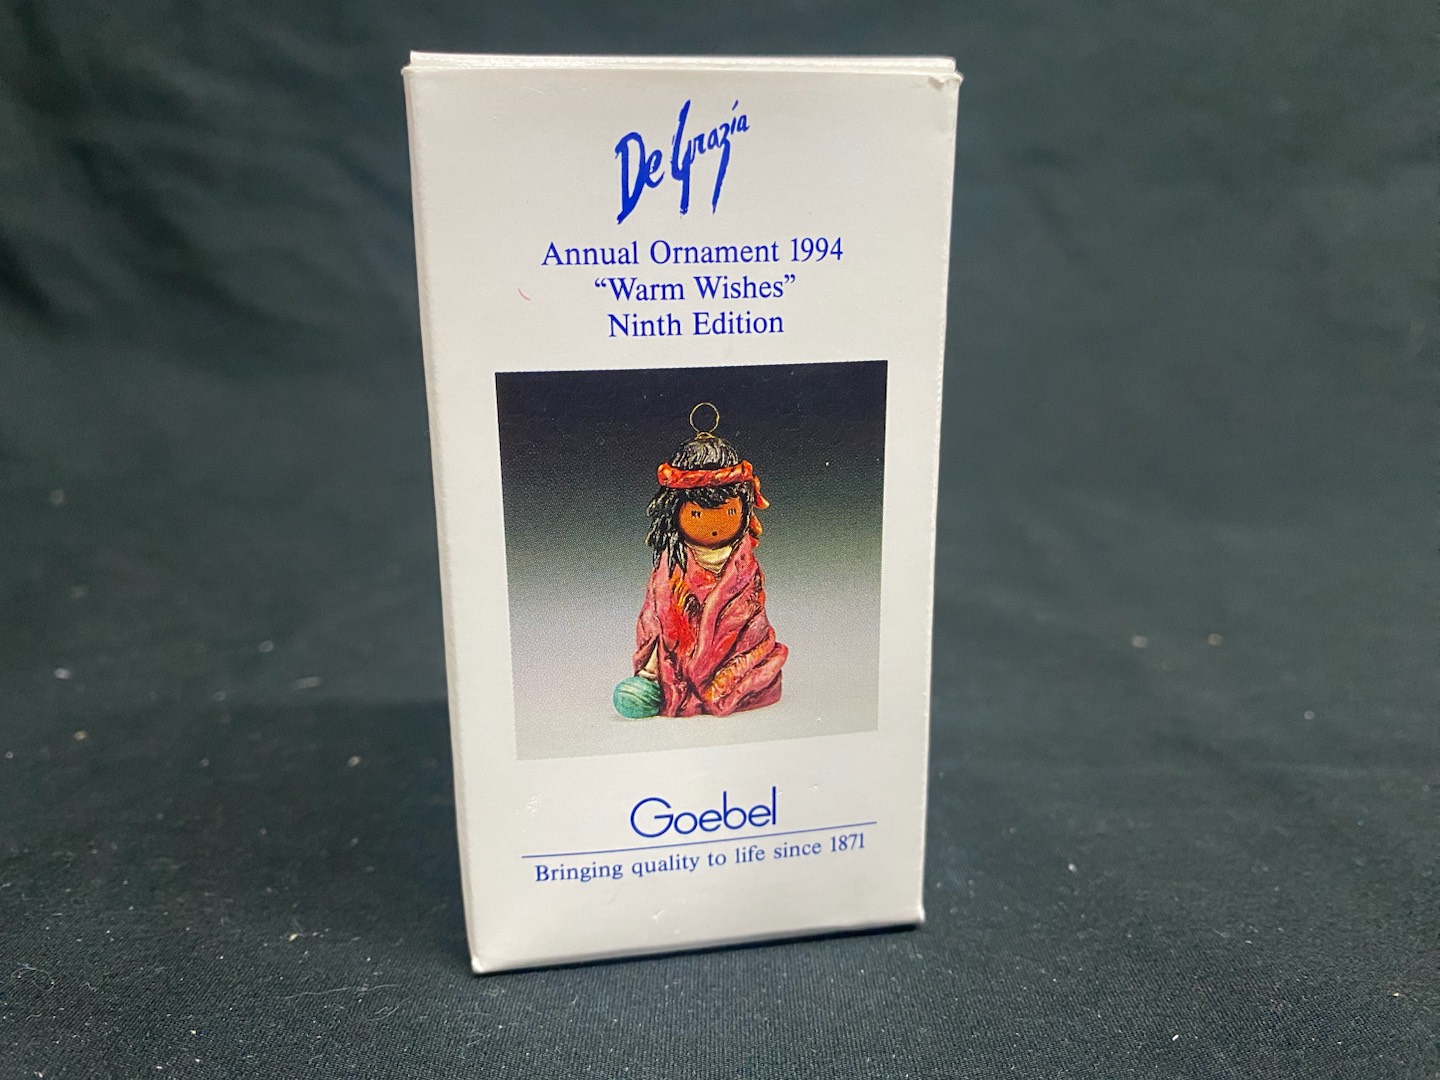 De Grazia
Annual Ornament 1994
“Warm Wishes”
Ninth Edition
Goebel
Bringing quality to life since 1871